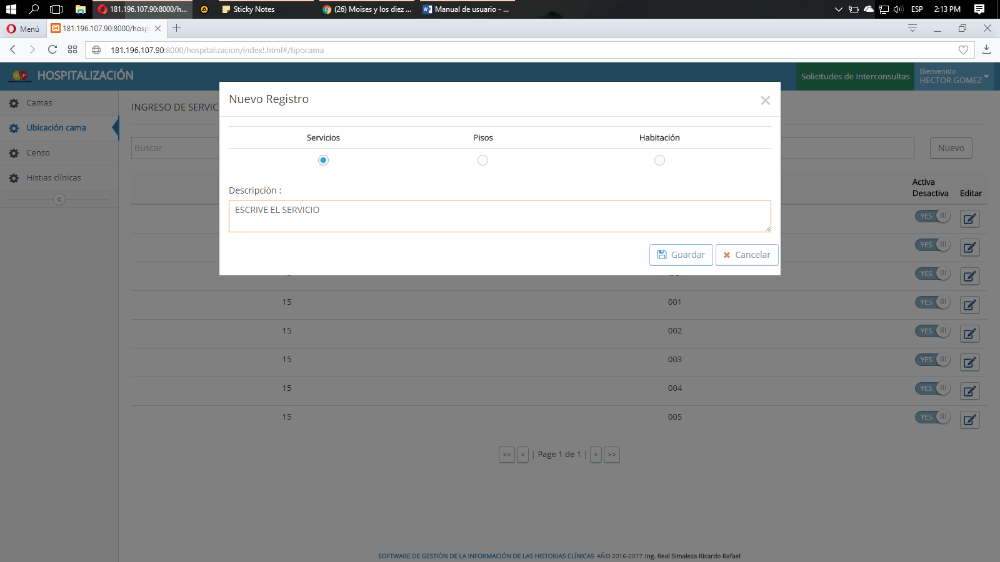 181.196.107.90:8000/h...
Sticky Notes
(26) Moises y los diez ...
Manual de usuario - ...
ESP
2:13 PM
Menú
181.196.107.90:8000/hosp
181.196.107.90:8000/hospitalizacion/index!.html#/tipocama
HOSPITALIZACIÓN
Solicitudes de Interconsultas
Bienvenido
HECTOR GOMEZ
Camas
Ubicación cama
Censo
Histias clínicas
INGRESO DE SERVIC
Buscar
Nuevo
Nuevo Registro
Servicios Pisos Habitación
Descripción :
ESCRIVE EL SERVICIO
Guardar
Cancelar
Activa
Desactiva Editar
YES
YES
YES
15 001 YES
15 002 YES
15 003 YES
15 004 YES
15 005 YES
<< < | Page 1 de 1 | > >>
SOFTWARE DE GESTIÓN DE LA INFORMACIÓN DE LAS HISTORIAS CLÍNICAS AÑO 2016-2017 Ing. Real Simaleza Ricardo Rafael